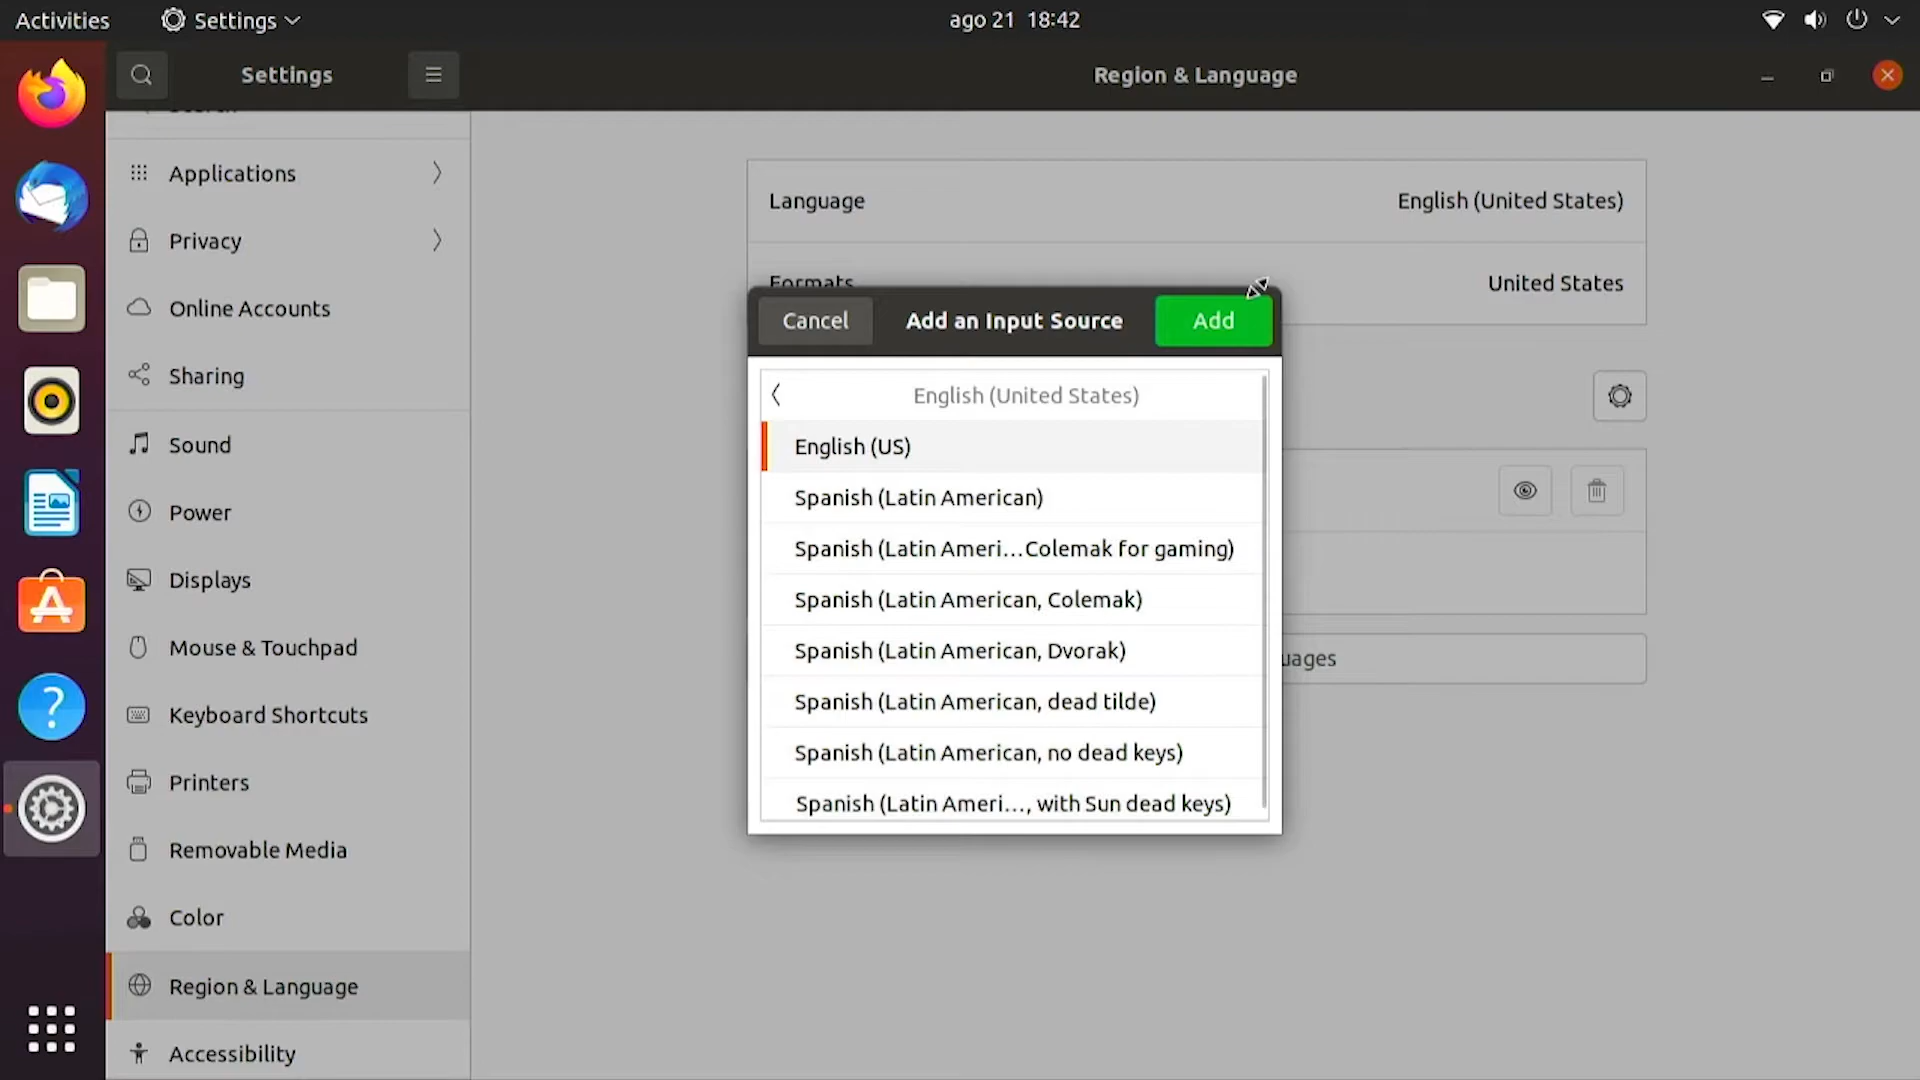 Activities
Settings
ago 21 18:42
Settings
Region & Language
Applications
Privacy
Online Accounts
Sharing
Sound
Power
Displays
Mouse & Touchpad
Keyboard Shortcuts
Printers
Removable Media
Color
Region & Language
Accessibility
Language
English (United States)
Formats
United States
Cancel
Add an Input Source
Add
English (United States)
English (US)
Spanish (Latin American)
Spanish (Latin Ameri…Colemak for gaming)
Spanish (Latin American, Colemak)
Spanish (Latin American, Dvorak)
Spanish (Latin American, dead tilde)
Spanish (Latin American, no dead keys)
Spanish (Latin Ameri…, with Sun dead keys)
?